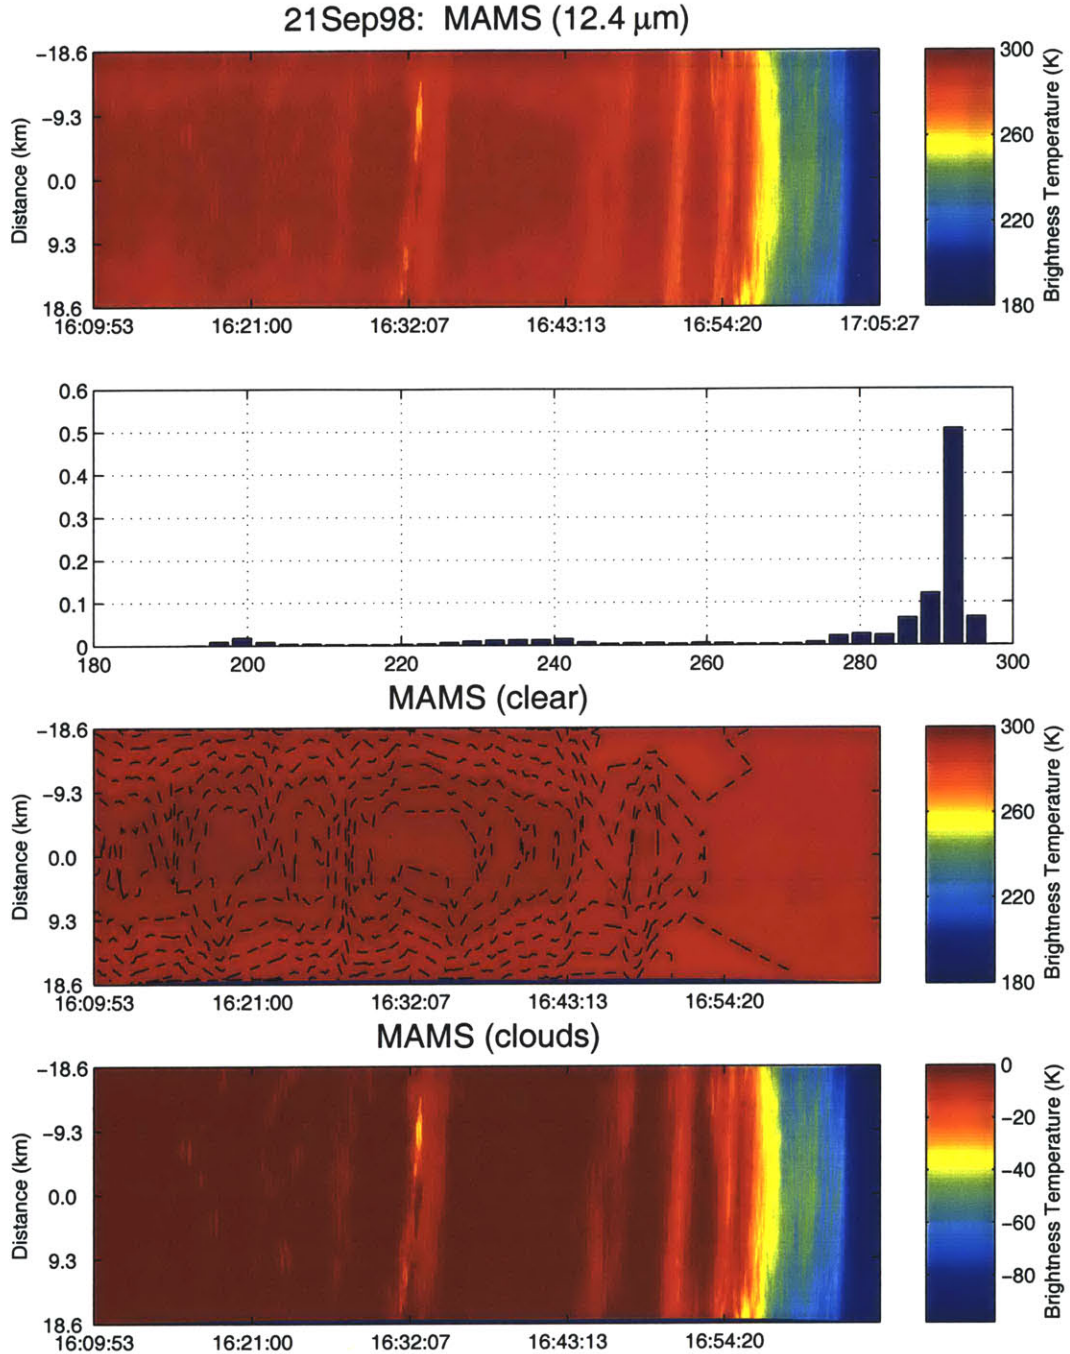 21Sep98: MAMS (12.4 μm)
−18.6
−9.3
0.0
9.3
18.6
Distance (km)
16:09:53 16:21:00 16:32:07 16:43:13 16:54:20 17:05:27
300
260
220
180
Brightness Temperature (K)
0.6
0.5
0.4
0.3
0.2
0.1
0
180 200 220 240 260 280 300
MAMS (clear)
−18.6
−9.3
0.0
9.3
18.6
Distance (km)
16:09:53 16:21:00 16:32:07 16:43:13 16:54:20
300
260
220
180
Brightness Temperature (K)
MAMS (clouds)
−18.6
−9.3
0.0
9.3
18.6
Distance (km)
16:09:53 16:21:00 16:32:07 16:43:13 16:54:20
0
−20
−40
−60
−80
Brightness Temperature (K)